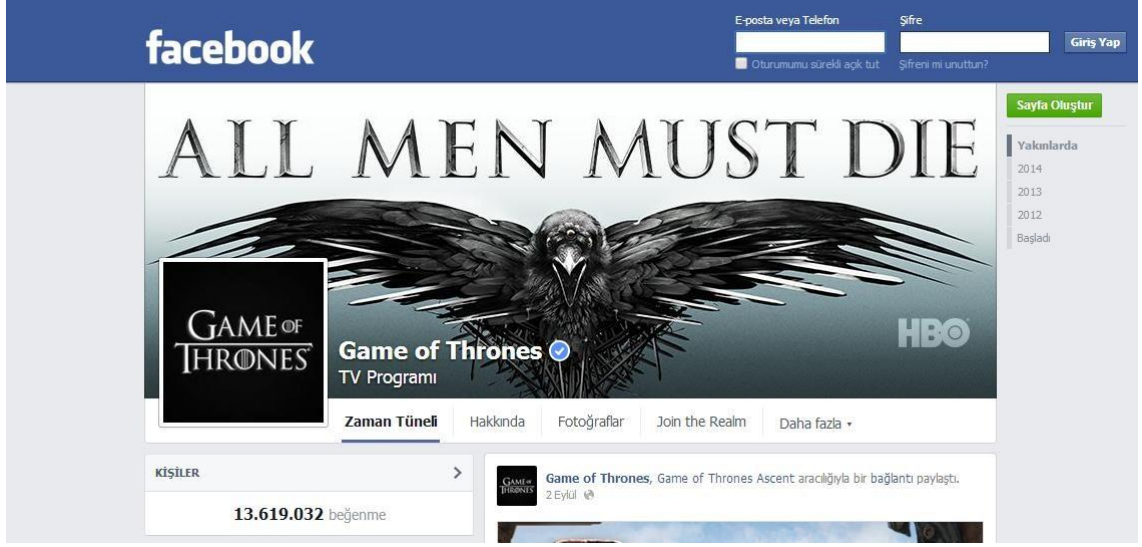 facebook
E-posta veya Telefon
Şifre
Giriş Yap
Oturumumu sürekli açık tut
Şifreni mi unuttun?
ALL MEN MUST DIE
Sayfa Oluştur
Yakınlarda
2014
2013
2012
Başladı
GAME OF
THRONES
Game of Thrones
TV Programı
HBO
Zaman Tüneli Hakkında Fotoğraflar Join the Realm Daha fazla
KİŞİLER
13.619.032 beğenme
GAME OF
THRONES
Game of Thrones, Game of Thrones Ascent aracılığıyla bir bağlantı paylaştı.
2 Eylül